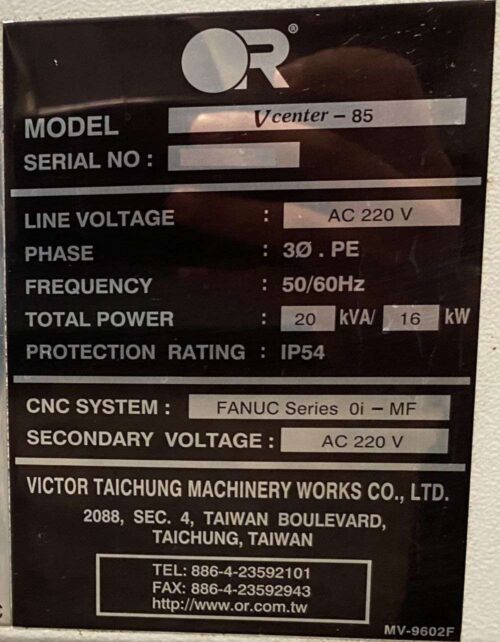 OR®
MODEL Vcenter – 85
SERIAL NO :
LINE VOLTAGE : AC 220 V
PHASE : 3Ø . PE
FREQUENCY : 50/60Hz
TOTAL POWER : 20 kVA/ 16 kW
PROTECTION RATING : IP54
CNC SYSTEM : FANUC Series 0i – MF
SECONDARY VOLTAGE : AC 220 V
VICTOR TAICHUNG MACHINERY WORKS CO., LTD.
2088, SEC. 4, TAIWAN BOULEVARD,
TAICHUNG, TAIWAN
TEL: 886-4-23592101
FAX: 886-4-23592943
http://www.or.com.tw
MV-9602F